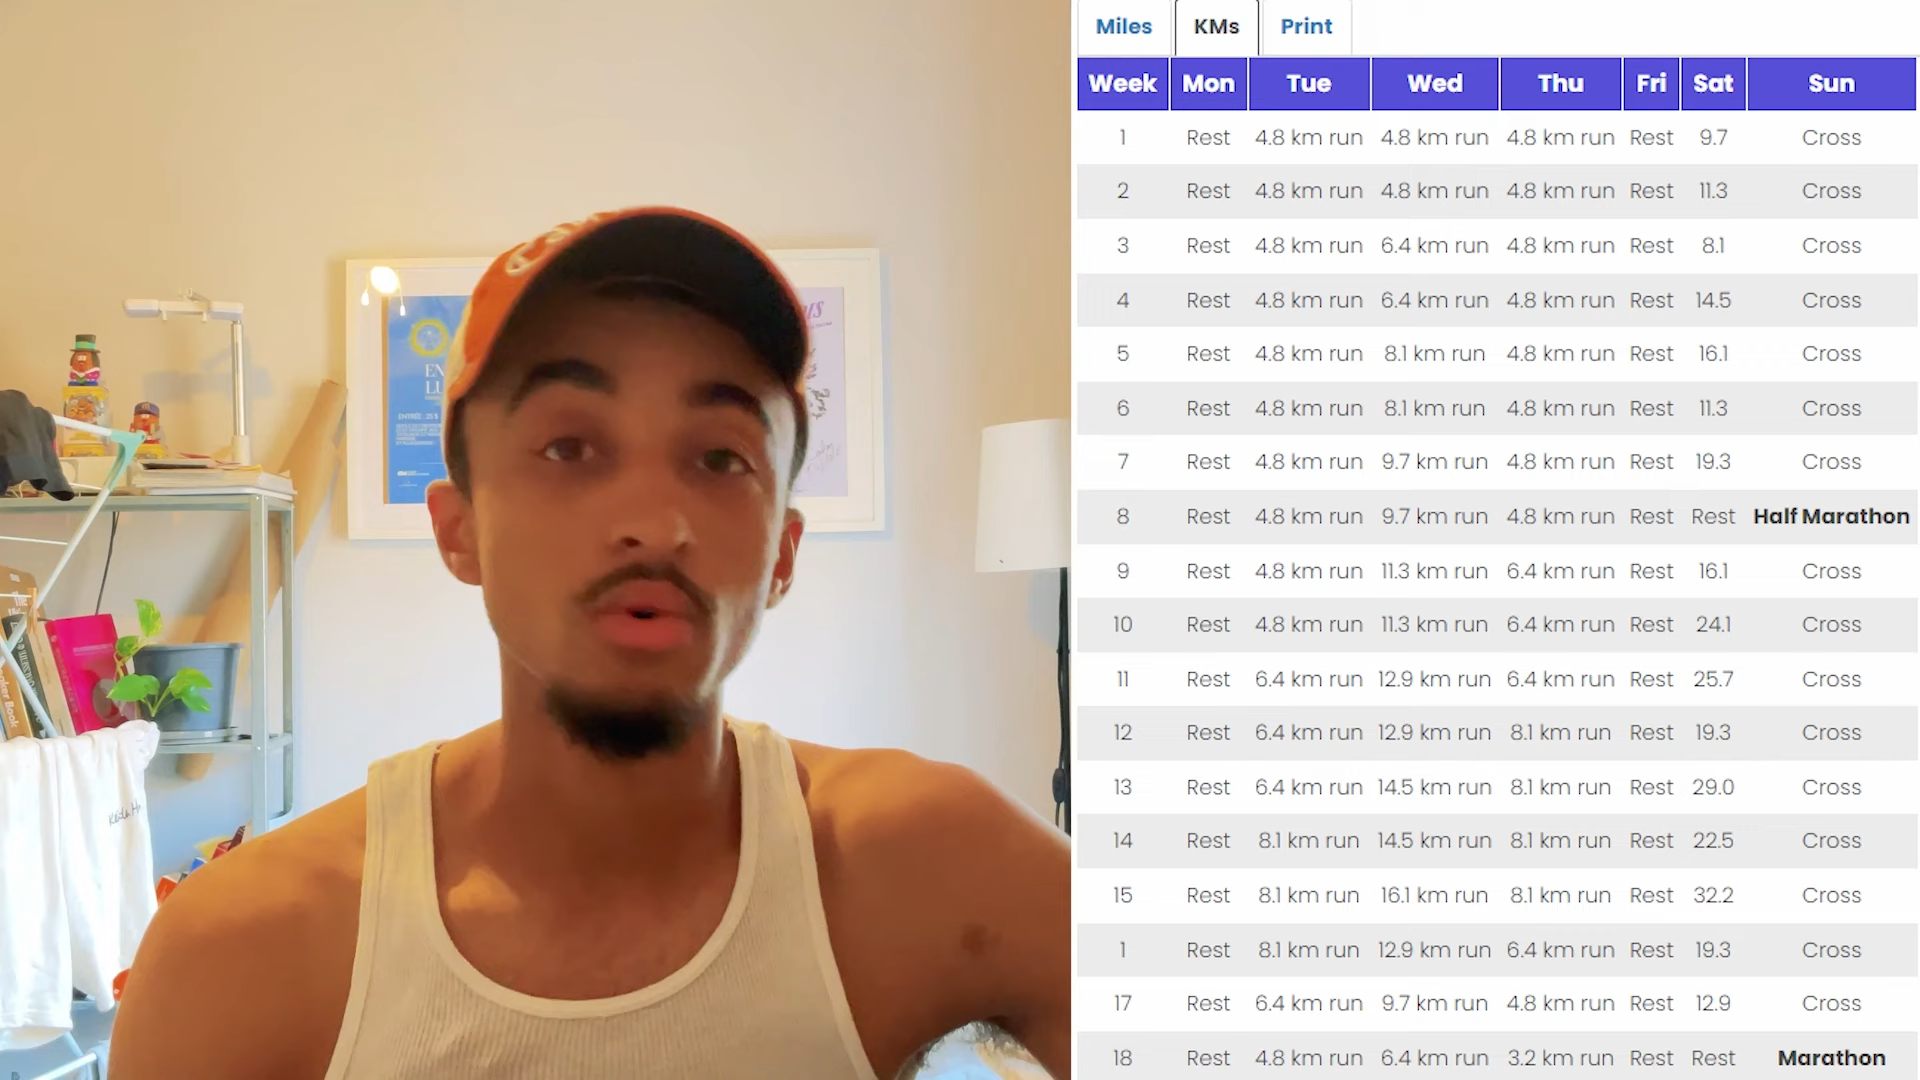 Miles KMs Print
Week Mon Tue Wed Thu Fri Sat Sun
1 Rest 4.8 km run 4.8 km run 4.8 km run Rest 9.7 Cross
2 Rest 4.8 km run 4.8 km run 4.8 km run Rest 11.3 Cross
3 Rest 4.8 km run 6.4 km run 4.8 km run Rest 8.1 Cross
4 Rest 4.8 km run 6.4 km run 4.8 km run Rest 14.5 Cross
5 Rest 4.8 km run 8.1 km run 4.8 km run Rest 16.1 Cross
6 Rest 4.8 km run 8.1 km run 4.8 km run Rest 11.3 Cross
7 Rest 4.8 km run 9.7 km run 4.8 km run Rest 19.3 Cross
8 Rest 4.8 km run 9.7 km run 4.8 km run Rest Rest Half Marathon
9 Rest 4.8 km run 11.3 km run 6.4 km run Rest 16.1 Cross
10 Rest 4.8 km run 11.3 km run 6.4 km run Rest 24.1 Cross
11 Rest 6.4 km run 12.9 km run 6.4 km run Rest 25.7 Cross
12 Rest 6.4 km run 12.9 km run 8.1 km run Rest 19.3 Cross
13 Rest 6.4 km run 14.5 km run 8.1 km run Rest 29.0 Cross
14 Rest 8.1 km run 14.5 km run 8.1 km run Rest 22.5 Cross
15 Rest 8.1 km run 16.1 km run 8.1 km run Rest 32.2 Cross
1 Rest 8.1 km run 12.9 km run 6.4 km run Rest 19.3 Cross
17 Rest 6.4 km run 9.7 km run 4.8 km run Rest 12.9 Cross
18 Rest 4.8 km run 6.4 km run 3.2 km run Rest Rest Marathon